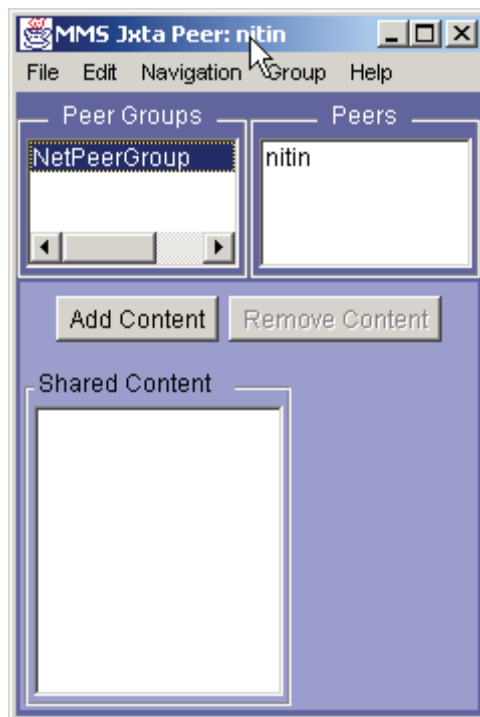 MMS Jxta Peer: nitin
File Edit Navigation Group Help
Peer Groups Peers
NetPeerGroup nitin
Add Content Remove Content
Shared Content